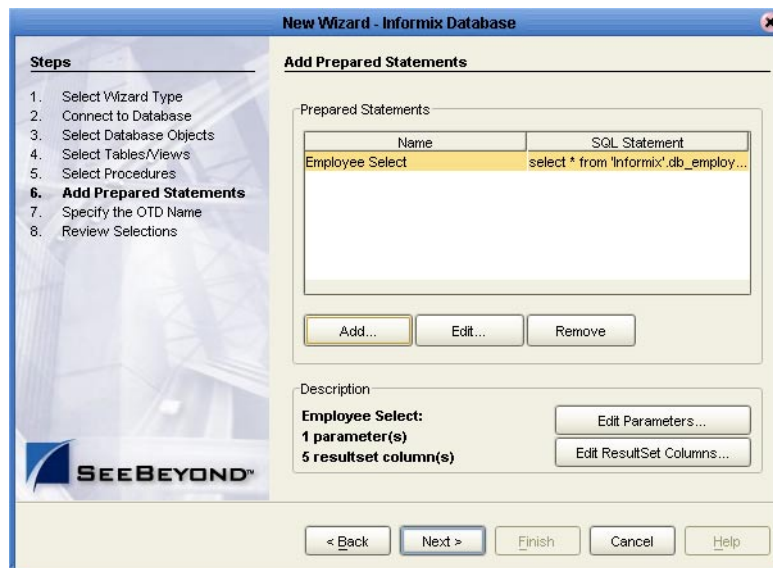 New Wizard - Informix Database
Steps
1. Select Wizard Type
2. Connect to Database
3. Select Database Objects
4. Select Tables/Views
5. Select Procedures
6. Add Prepared Statements
7. Specify the OTD Name
8. Review Selections
SEEBEYOND™
Add Prepared Statements
Prepared Statements
Name SQL Statement
Employee Select select * from 'Informix'.db_employ...
Add... Edit... Remove
Description
Employee Select:
1 parameter(s)
5 resultset column(s)
Edit Parameters...
Edit ResultSet Columns...
< Back Next > Finish Cancel Help